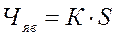 Ч_яв = K · S